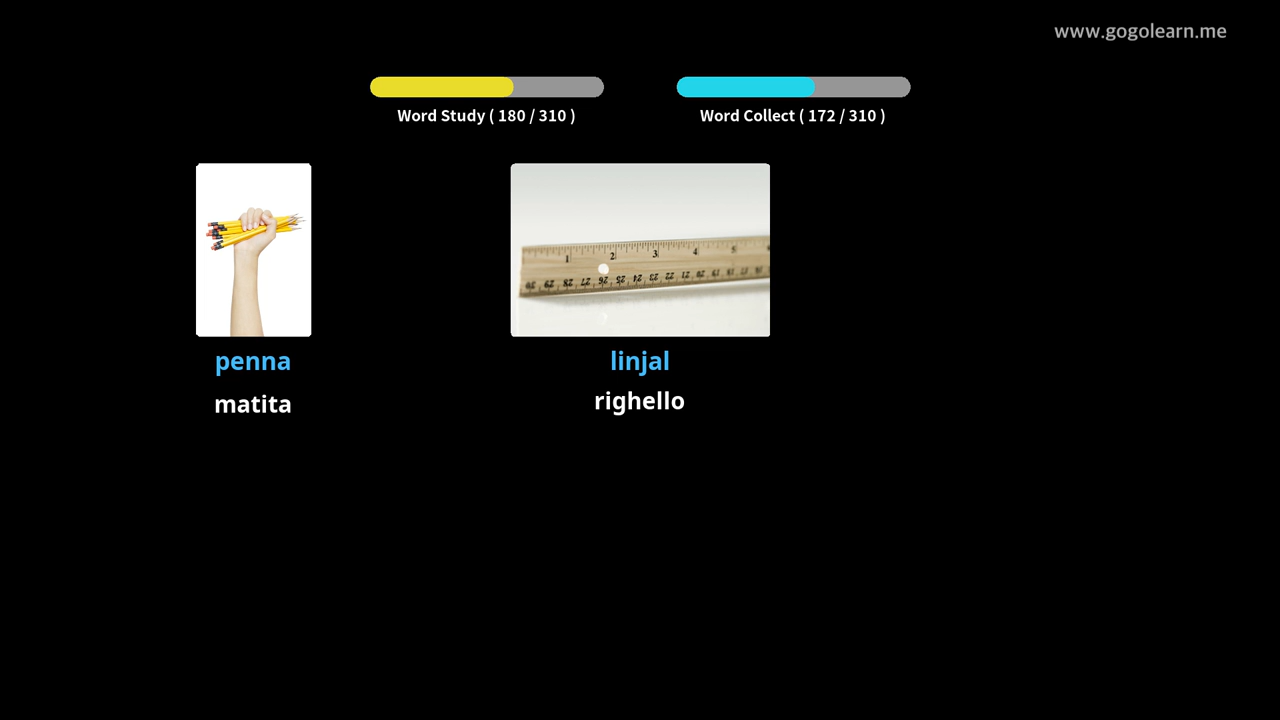 www.gogolearn.me
Word Study ( 180 / 310 )
Word Collect ( 172 / 310 )
penna
matita
linjal
righello